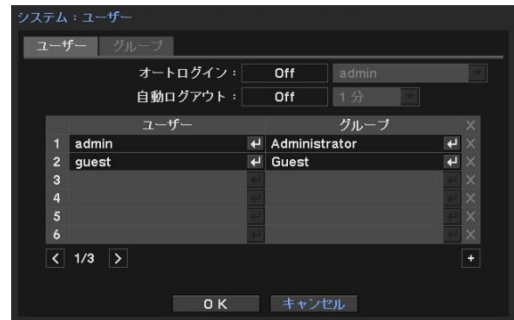 システム：ユーザー
ユーザー グループ
オートログイン： Off admin
自動ログアウト： Off 1 分
ユーザー グループ X
1 admin ↵ Administrator ↵ X
2 guest ↵ Guest ↵ X
3 ↵ ↵ X
4 ↵ ↵ X
5 ↵ ↵ X
6 ↵ ↵ X
< 1/3 > +
OK キャンセル